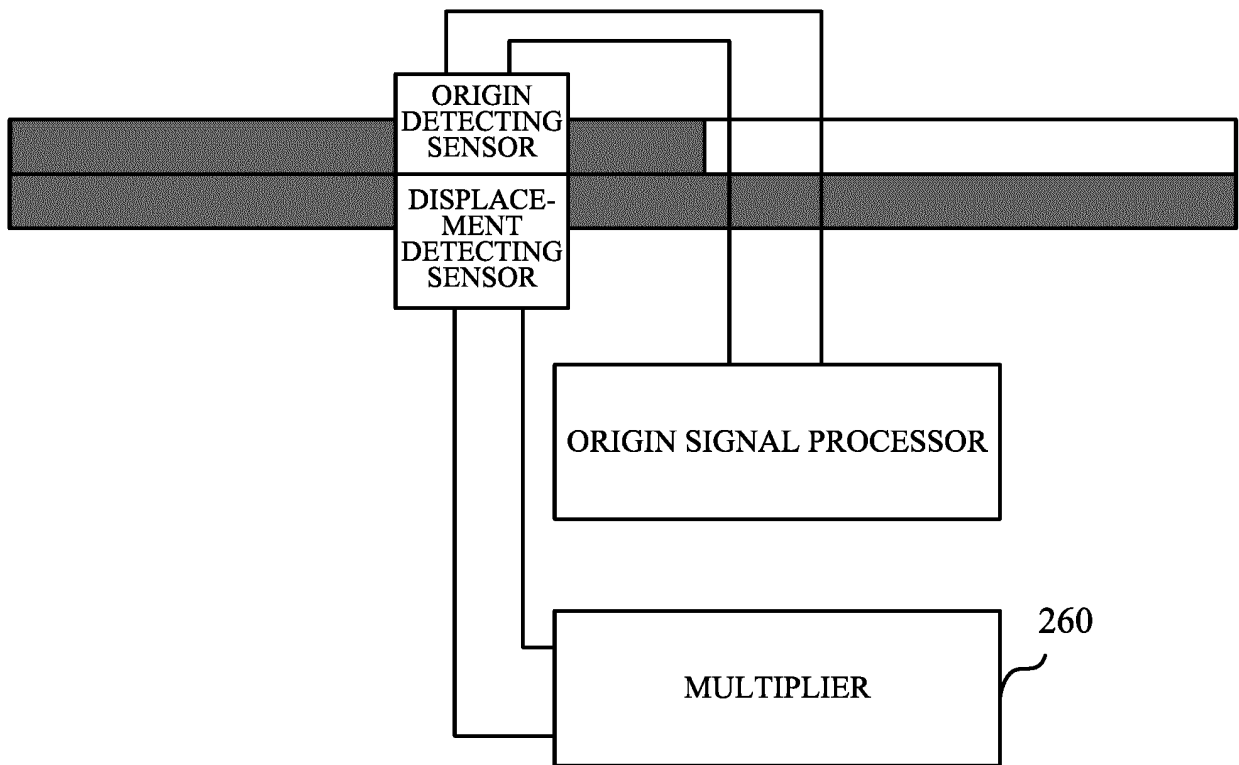 ORIGIN
DETECTING
SENSOR
DISPLACE-
MENT
DETECTING
SENSOR
ORIGIN SIGNAL PROCESSOR
260
MULTIPLIER